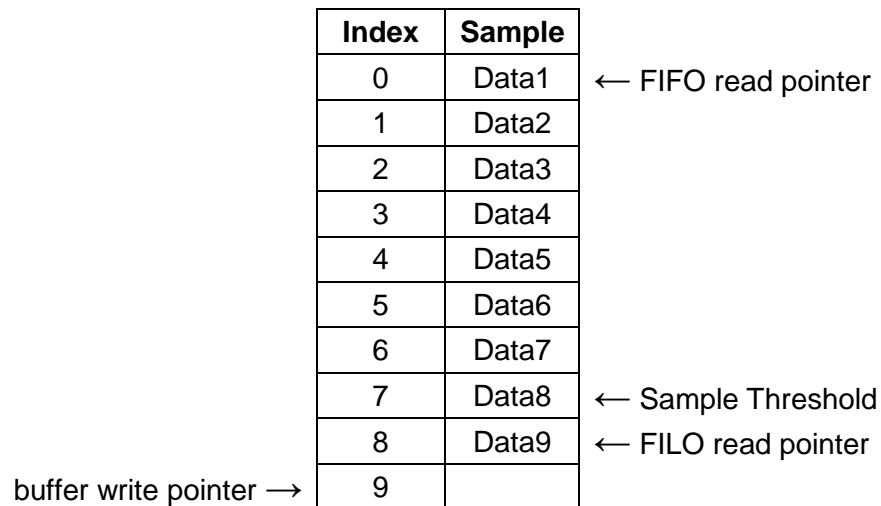 Index Sample
0 Data1 ← FIFO read pointer
1 Data2
2 Data3
3 Data4
4 Data5
5 Data6
6 Data7
7 Data8 ← Sample Threshold
8 Data9 ← FILO read pointer
buffer write pointer → 9